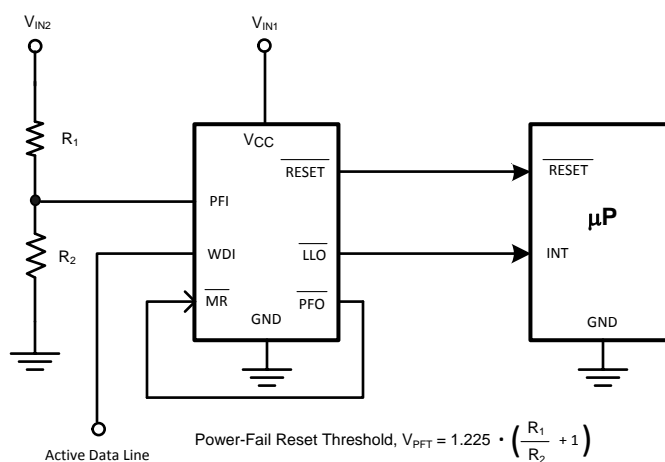 VIN2
VIN1
R1
VCC
RESET
RESET
PFI
μP
R2
WDI
LLO
INT
MR
PFO
GND
GND
Active Data Line
Power-Fail Reset Threshold, VPFT = 1.225 • (R1/R2 + 1)